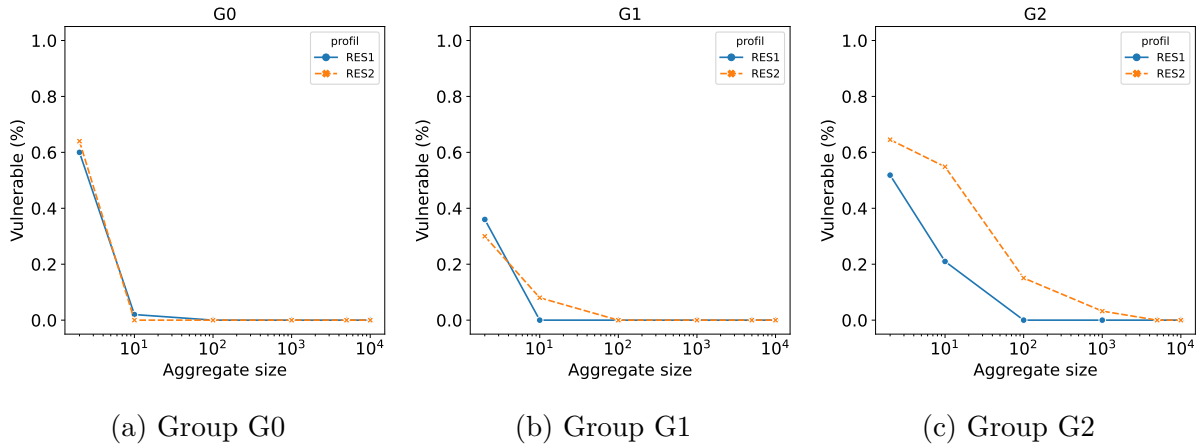 G0
1.0
0.8
0.6
0.4
0.2
0.0
Vulnerable (%)
profil
RES1
RES2
10¹ 10² 10³ 10⁴
Aggregate size
(a) Group G0
G1
1.0
0.8
0.6
0.4
0.2
0.0
Vulnerable (%)
profil
RES1
RES2
10¹ 10² 10³ 10⁴
Aggregate size
(b) Group G1
G2
1.0
0.8
0.6
0.4
0.2
0.0
Vulnerable (%)
profil
RES1
RES2
10¹ 10² 10³ 10⁴
Aggregate size
(c) Group G2